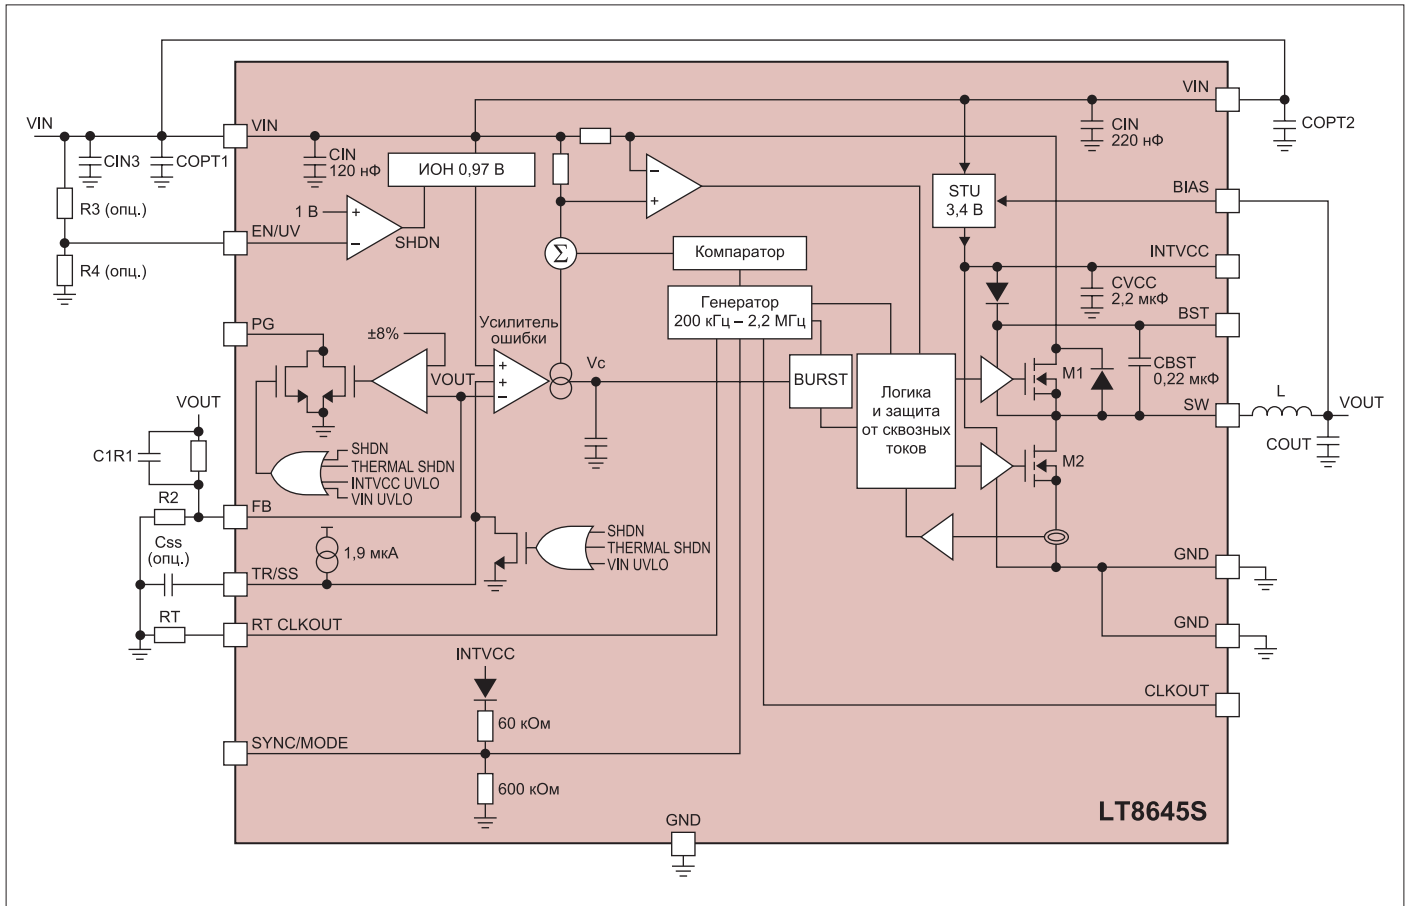 VIN
VIN
CIN
220 нФ
COPT2
VIN
VIN
CIN3
COPT1
CIN
120 нФ
ИОН 0,97 В
STU
3,4 В
BIAS
R3 (опц.)
1 В
+
−
SHDN
EN/UV
−
+
Σ
Компаратор
INTVCC
R4 (опц.)
Генератор
200 кГц – 2,2 МГц
CVCC
2,2 мкФ
BST
PG
±8%
Усилитель
ошибки
VOUT
+
+
−
Vc
BURST
Логика
и защита
от сквозных
токов
M1
CBST
0,22 мкФ
SW
L
VOUT
COUT
VOUT
C1R1
M2
SHDN
THERMAL SHDN
INTVCC UVLO
VIN UVLO
R2
FB
Css
(опц.)
1,9 мкА
SHDN
THERMAL SHDN
VIN UVLO
TR/SS
GND
RT
RT CLKOUT
GND
INTVCC
CLKOUT
60 кОм
SYNC/MODE
600 кОм
GND
LT8645S